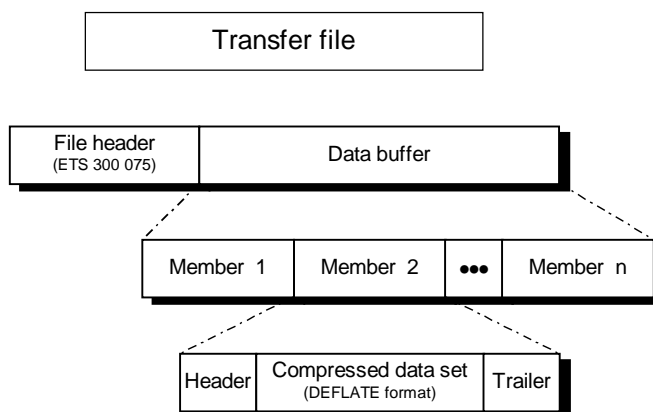 Transfer file
File header
(ETS 300 075)
Data buffer
Member 1
Member 2
•••
Member n
Header
Compressed data set
(DEFLATE format)
Trailer